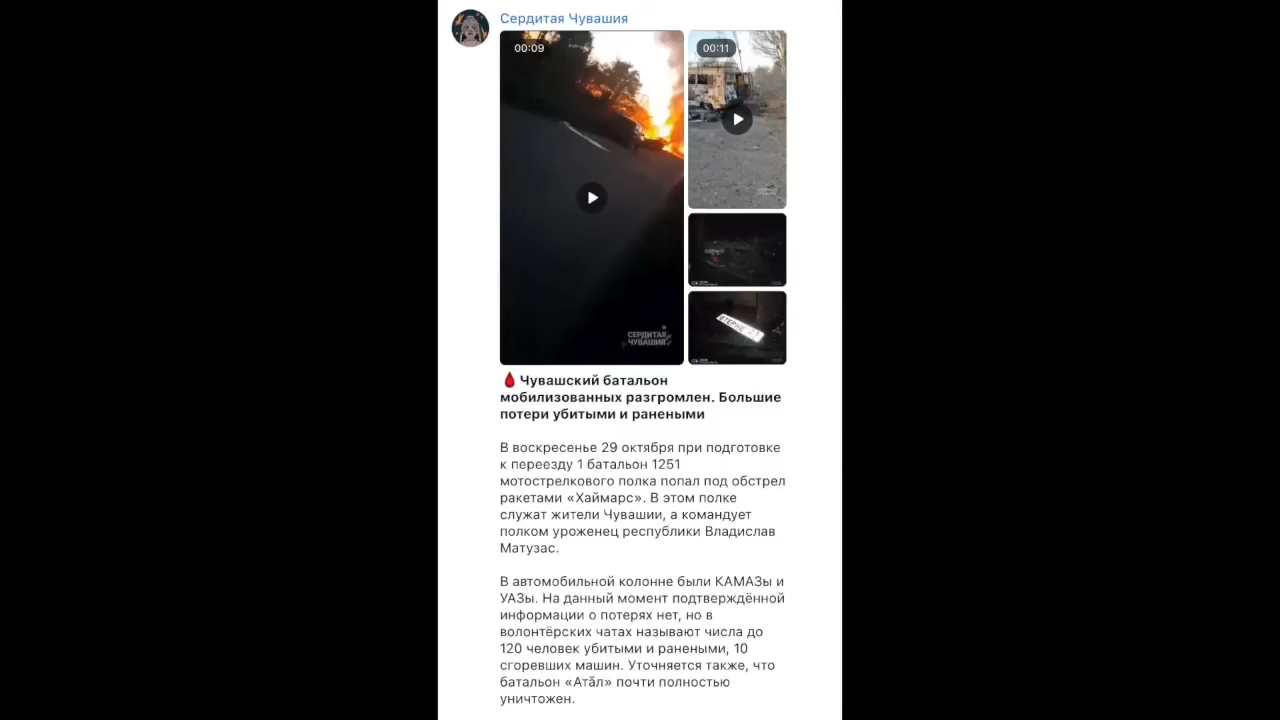 Сердитая Чувашия
00:09
00:11
СЕРДИТАЯ
ЧУВАШИЯ
🩸Чувашский батальон
мобилизованных разгромлен. Большие
потери убитыми и ранеными
В воскресенье 29 октября при подготовке
к переезду 1 батальон 1251
мотострелкового полка попал под обстрел
ракетами «Хаймарс». В этом полке
служат жители Чувашии, а командует
полком уроженец республики Владислав
Матузас.
В автомобильной колонне были КАМАЗы и
УАЗы. На данный момент подтверждённой
информации о потерях нет, но в
волонтёрских чатах называют числа до
120 человек убитыми и ранеными, 10
сгоревших машин. Уточняется также, что
батальон «Атӑл» почти полностью
уничтожен.